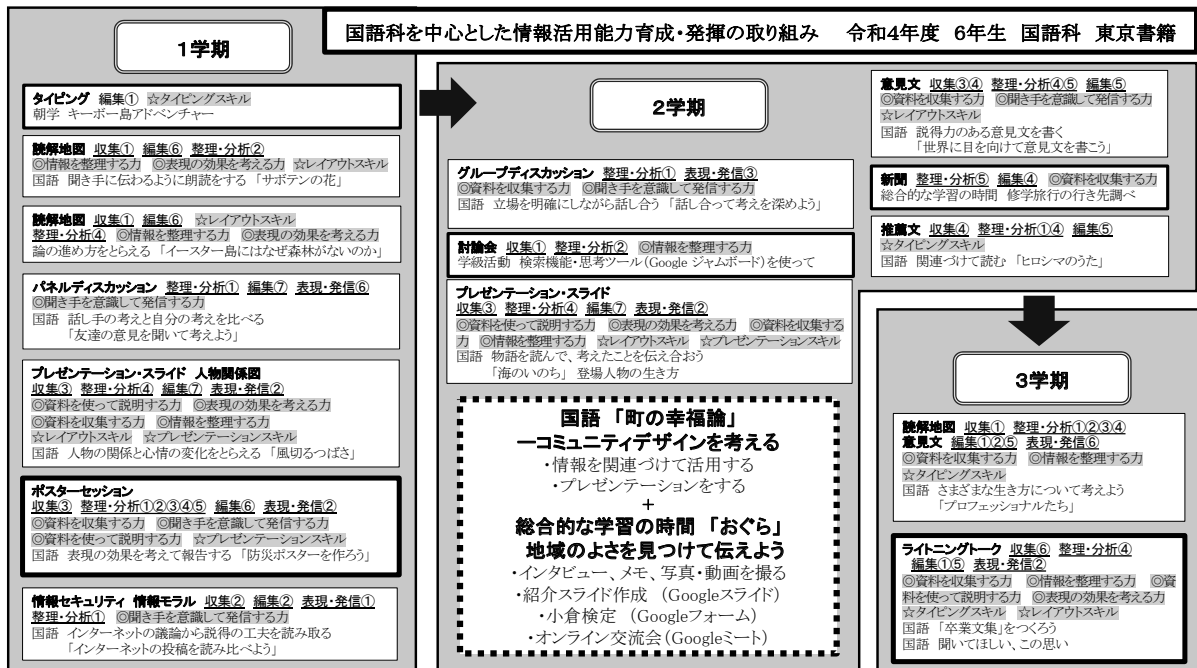 国語科を中心とした情報活用能力育成・発揮の取り組み　令和4年度　6年生　国語科　東京書籍
1学期
タイピング　編集①　☆タイピングスキル
朝学　キーボー島アドベンチャー
読解地図　収集①　編集⑥　整理・分析②
◎情報を整理する力　◎表現の効果を考える力　☆レイアウトスキル
国語　聞き手に伝わるように朗読をする　「サボテンの花」
読解地図　収集①　編集⑥　☆レイアウトスキル
整理・分析④　◎情報を整理する力　◎表現の効果を考える力
論の進め方をとらえる　「イースター島にはなぜ森林がないのか」
パネルディスカッション　整理・分析①　編集⑦　表現・発信⑥
◎聞き手を意識して発信する力
国語　話し手の考えと自分の考えを比べる
「友達の意見を聞いて考えよう」
プレゼンテーション・スライド　人物関係図
収集③　整理・分析④　編集⑦　表現・発信②
◎資料を使って説明する力　◎表現の効果を考える力
◎資料を収集する力　◎情報を整理する力
☆レイアウトスキル　☆プレゼンテーションスキル
国語　人物の関係と心情の変化をとらえる　「風切るつばさ」
ポスターセッション
収集③　整理・分析①②③④⑤　編集⑥　表現・発信②
◎資料を収集する力　◎聞き手を意識して発信する力
◎資料を使って説明する力　☆プレゼンテーションスキル
国語　表現の効果を考えて報告する　「防災ポスターを作ろう」
情報セキュリティ　情報モラル　収集②　編集②　表現・発信①
整理・分析①　◎聞き手を意識して発信する力
国語　インターネットの議論から説得の工夫を読み取る
「インターネットの投稿を読み比べよう」
2学期
グループディスカッション　整理・分析①　表現・発信③
◎資料を収集する力　◎聞き手を意識して発信する力
国語　立場を明確にしながら話し合う　「話し合って考えを深めよう」
討論会　収集①　整理・分析②　◎情報を整理する力
学級活動　検索機能・思考ツール（Google ジャムボード）を使って
プレゼンテーション・スライド
収集③　整理・分析④　編集⑦　表現・発信②
◎資料を使って説明する力　◎表現の効果を考える力　◎資料を収集する
力　◎情報を整理する力　☆レイアウトスキル　☆プレゼンテーションスキル
国語　物語を読んで、考えたことを伝え合おう
「海のいのち」　登場人物の生き方
国語　「町の幸福論」
―コミュニティデザインを考える
・情報を関連づけて活用する
・プレゼンテーションをする
+
総合的な学習の時間　「おぐら」
地域のよさを見つけて伝えよう
・インタビュー、メモ、写真・動画を撮る
・紹介スライド作成　（Googleスライド）
・小倉検定　（Googleフォーム）
・オンライン交流会（Googleミート）
意見文　収集③④　整理・分析④⑤　編集⑤
◎資料を収集する力　◎聞き手を意識して発信する力
☆レイアウトスキル
国語　説得力のある意見文を書く
「世界に目を向けて意見文を書こう」
新聞　整理・分析⑤　編集④　◎資料を収集する力
総合的な学習の時間　修学旅行の行き先調べ
推薦文　収集④　整理・分析①④　編集⑤
☆タイピングスキル
国語　関連づけて読む　「ヒロシマのうた」
3学期
読解地図　収集①　整理・分析①②③④
意見文　編集①②⑤　表現・発信⑥
◎資料を収集する力　◎情報を整理する力
☆タイピングスキル
国語　さまざまな生き方について考えよう
「プロフェッショナルたち」
ライトニングトーク　収集⑥　整理・分析④
編集①⑤　表現・発信②
◎資料を収集する力　◎情報を整理する力　◎資
料を使って説明する力　◎表現の効果を考える力
☆タイピングスキル　☆レイアウトスキル
国語　「卒業文集」をつくろう
国語　聞いてほしい、この思い